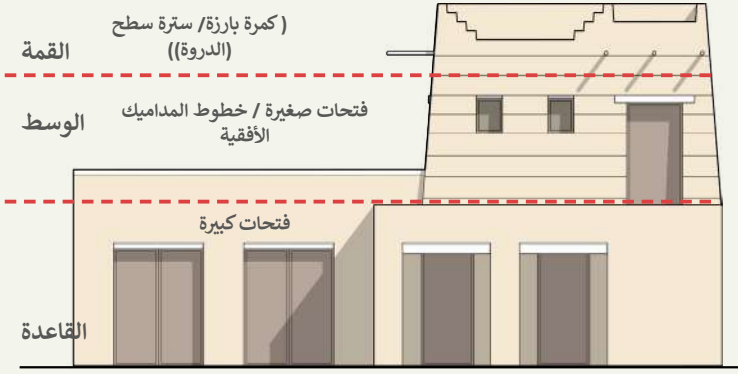 ( كمرة بارزة/ سترة سطح
(الدروة))
القمة
فتحات صغيرة / خطوط المداميك
الأفقية
الوسط
فتحات كبيرة
القاعدة